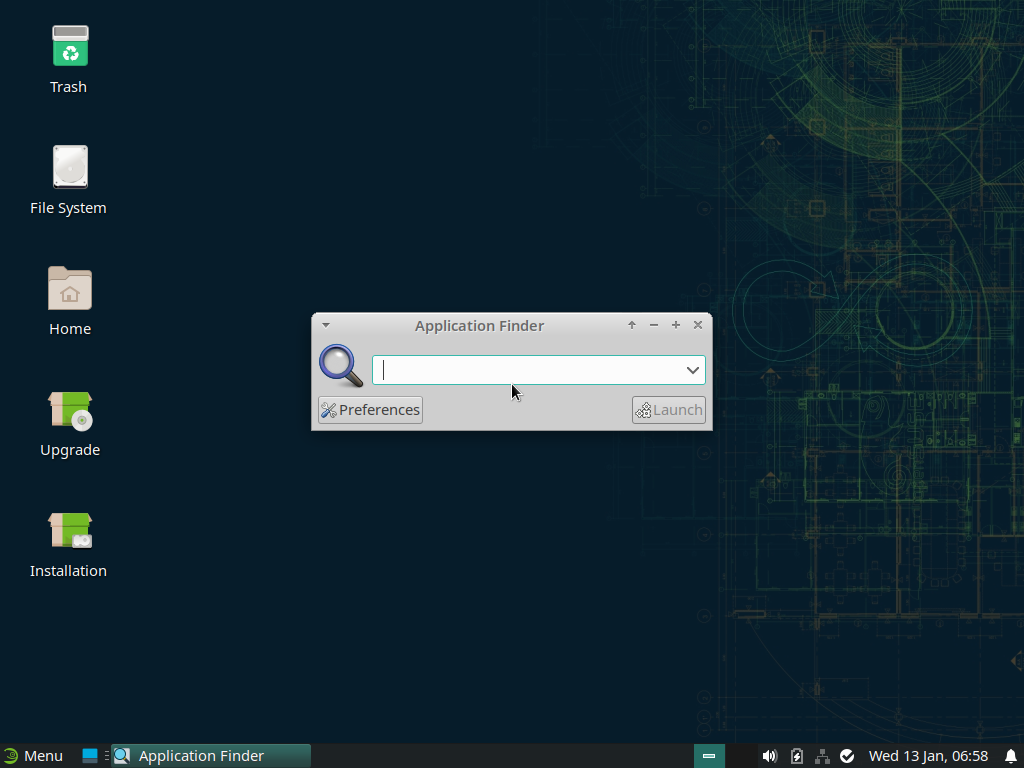 Trash
File System
Home
Upgrade
Installation
Application Finder
Preferences
Launch
Menu
Application Finder
Wed 13 Jan, 06:58